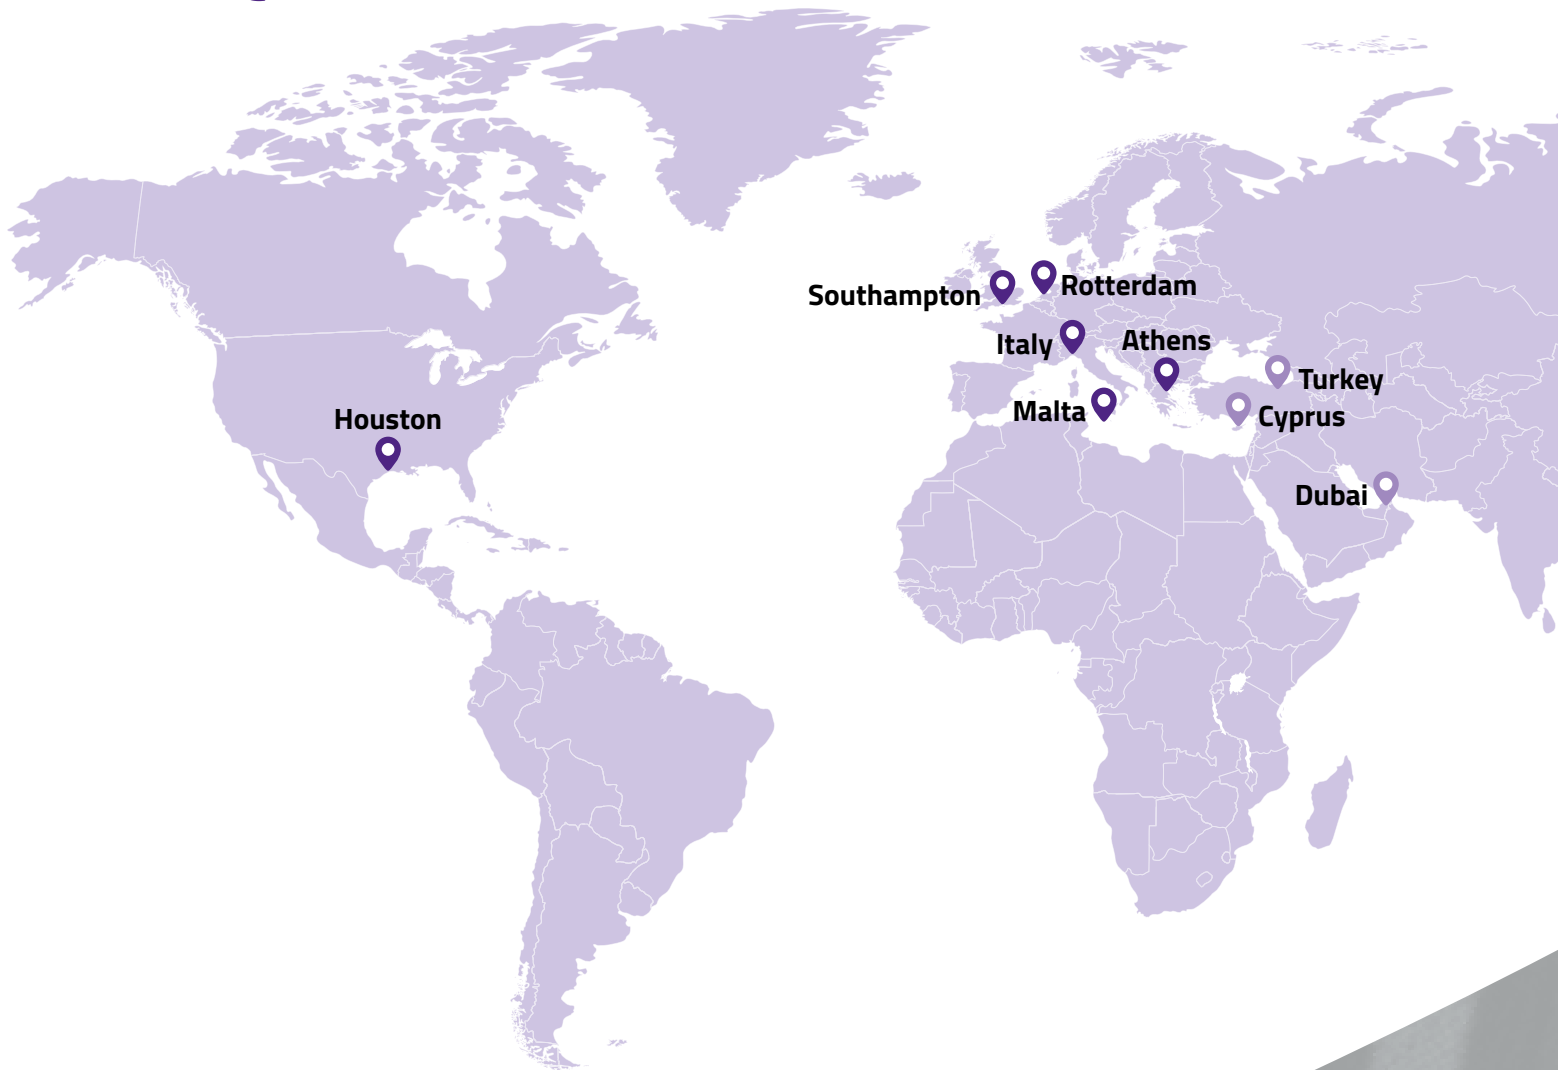 Rotterdam
Southampton
Athens
Italy
Turkey
Malta
Cyprus
Houston
Dubai